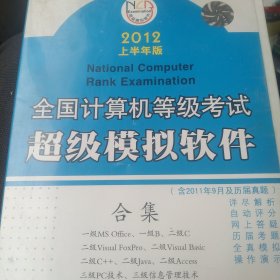 Examination
2012
上半年版
National Computer
Rank Examination
全国计算机等级考试
超级模拟软件
(含2011年9月及历届真题)
合集
一级MS Office、一级B、二级C
二级Visual FoxPro、二级Visual Basic
二级C++、二级Java、二级Access
三级PC技术、三级信息管理技术
详尽解析
自动评分
网上答疑
历届考题
全真模拟
操作演示